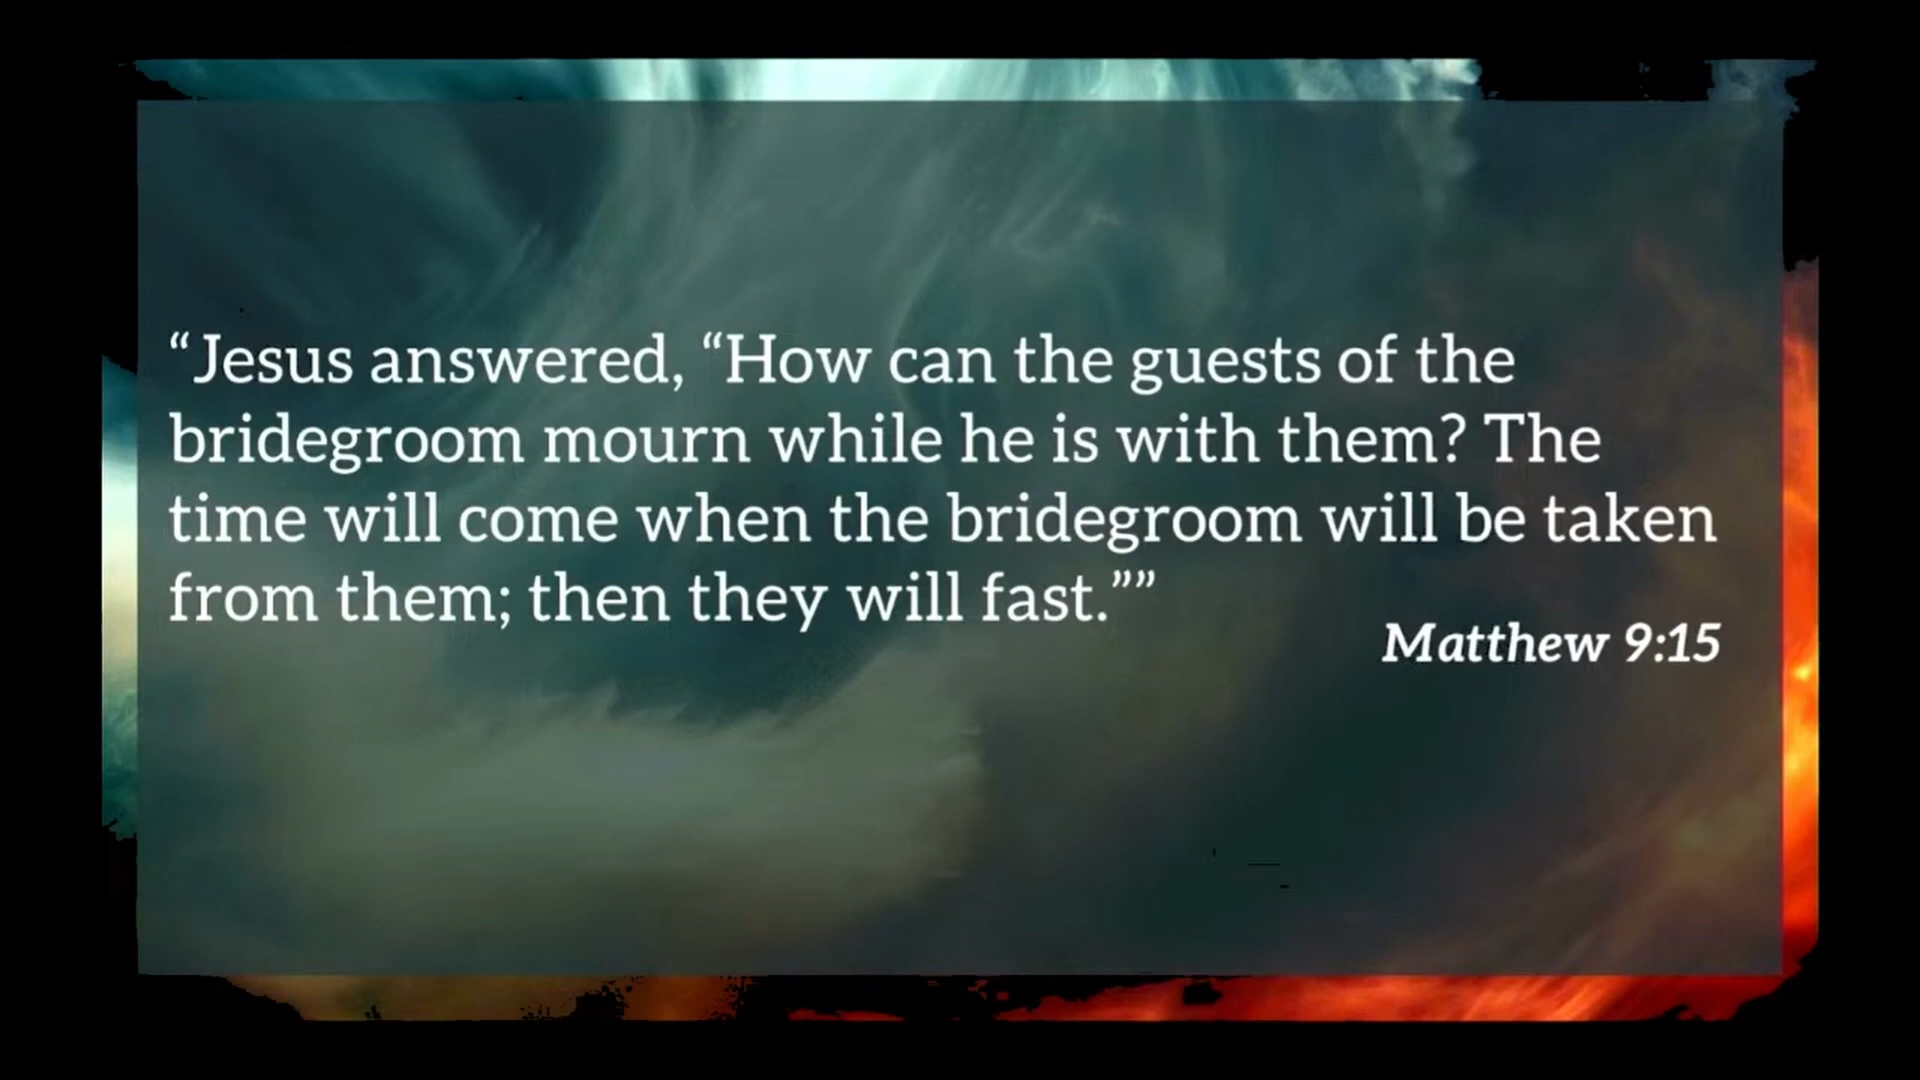 “Jesus answered, “How can the guests of the
bridegroom mourn while he is with them? The
time will come when the bridegroom will be taken
from them; then they will fast.””
Matthew 9:15